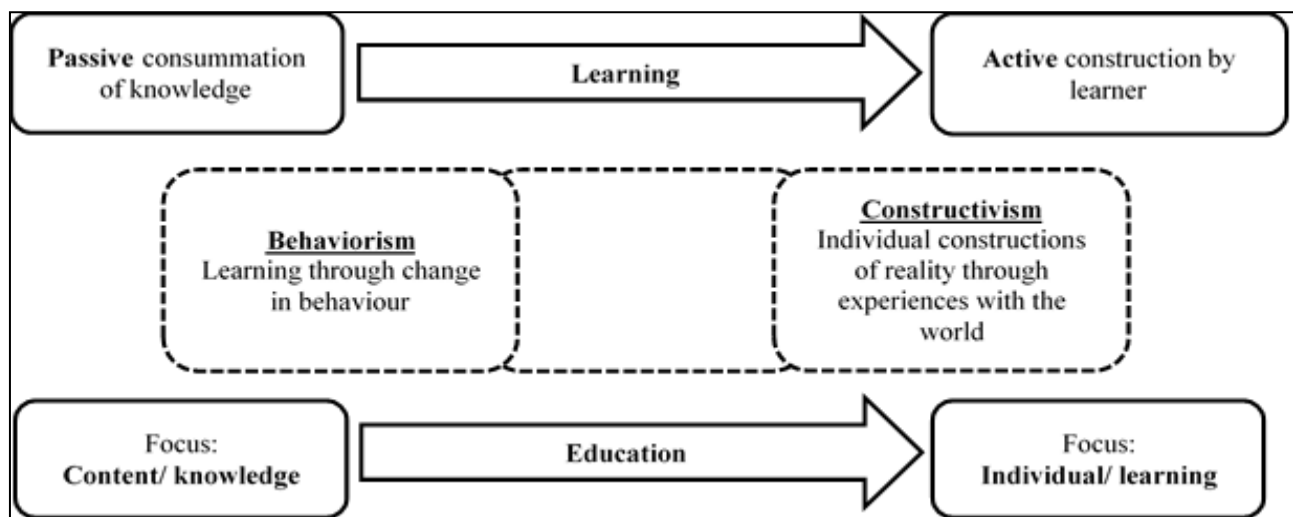 Passive consummation
of knowledge
Learning
Active construction by
learner
Behaviorism
Learning through change
in behaviour
Constructivism
Individual constructions
of reality through
experiences with the
world
Focus:
Content/ knowledge
Education
Focus:
Individual/ learning